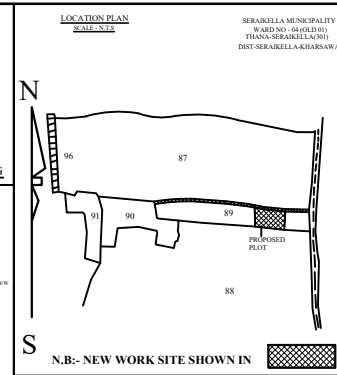 LOCATION PLAN
SCALE - N.T.S
SERAIKELLA MUNICIPALITY
WARD NO - 04 (OLD 01)
THANA-SERAIKELLA(301)
DIST-SERAIKELLA-KHARSAWA
N
96
87
91
90
89
PROPOSED
PLOT
88
S
N.B:- NEW WORK SITE SHOWN IN